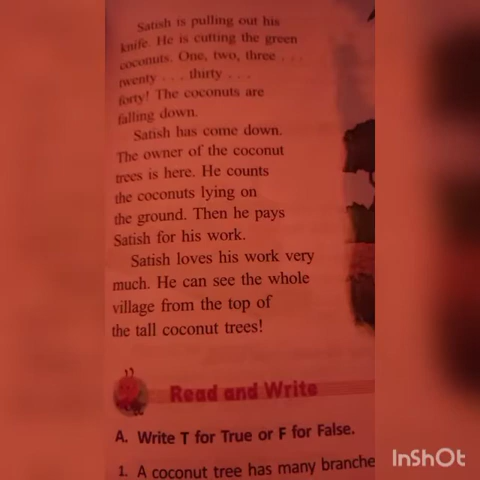 Satish is pulling out his
knife. He is cutting the green
coconuts. One, two, three . . .
twenty . . . thirty . . .
forty! The coconuts are
falling down.
Satish has come down.
The owner of the coconut
trees is here. He counts
the coconuts lying on
the ground. Then he pays
Satish for his work.
Satish loves his work very
much. He can see the whole
village from the top of
the tall coconut trees!
Read and Write
A. Write T for True or F for False.
1. A coconut tree has many branche
InShOt